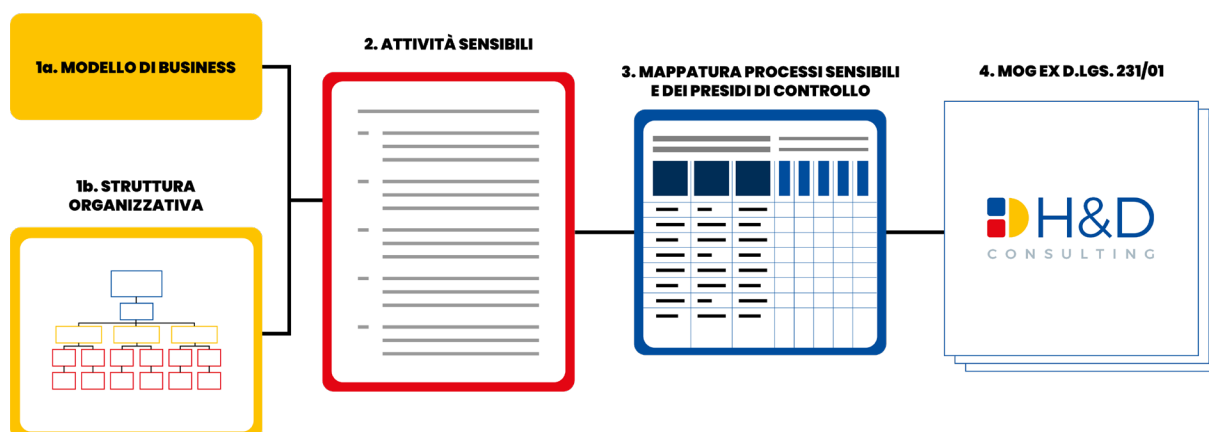 1a. MODELLO DI BUSINESS
1b. STRUTTURA
ORGANIZZATIVA
2. ATTIVITÀ SENSIBILI
3. MAPPATURA PROCESSI SENSIBILI
E DEI PRESIDI DI CONTROLLO
4. MOG EX D.LGS. 231/01
H&D
CONSULTING